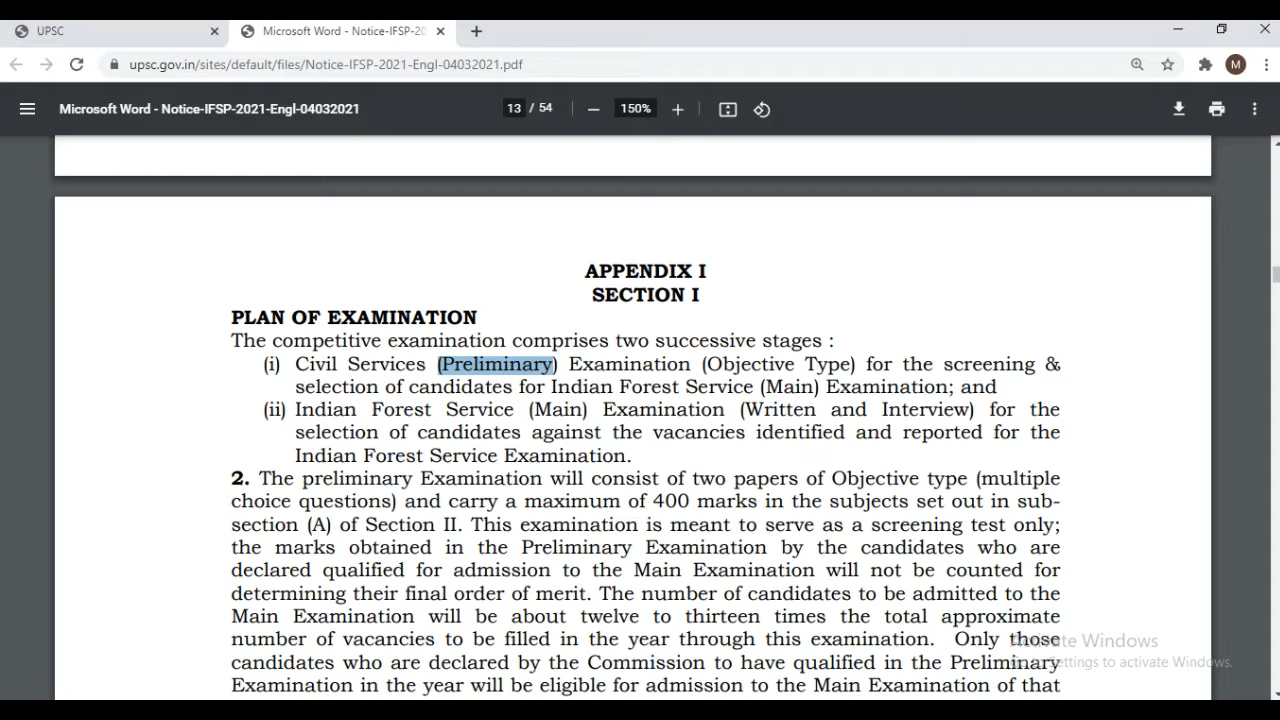 UPSC
Microsoft Word - Notice-IFSP-20
upsc.gov.in/sites/default/files/Notice-IFSP-2021-Engl-04032021.pdf
M
Microsoft Word - Notice-IFSP-2021-Engl-04032021
13 / 54
150%
APPENDIX I
SECTION I
PLAN OF EXAMINATION
The competitive examination comprises two successive stages :
(i) Civil Services (Preliminary) Examination (Objective Type) for the screening &
selection of candidates for Indian Forest Service (Main) Examination; and
(ii) Indian Forest Service (Main) Examination (Written and Interview) for the
selection of candidates against the vacancies identified and reported for the
Indian Forest Service Examination.
2. The preliminary Examination will consist of two papers of Objective type (multiple
choice questions) and carry a maximum of 400 marks in the subjects set out in sub-
section (A) of Section II. This examination is meant to serve as a screening test only;
the marks obtained in the Preliminary Examination by the candidates who are
declared qualified for admission to the Main Examination will not be counted for
determining their final order of merit. The number of candidates to be admitted to the
Main Examination will be about twelve to thirteen times the total approximate
number of vacancies to be filled in the year through this examination. Only those
candidates who are declared by the Commission to have qualified in the Preliminary
Examination in the year will be eligible for admission to the Main Examination of that
Activate Windows
Go to Settings to activate Windows.